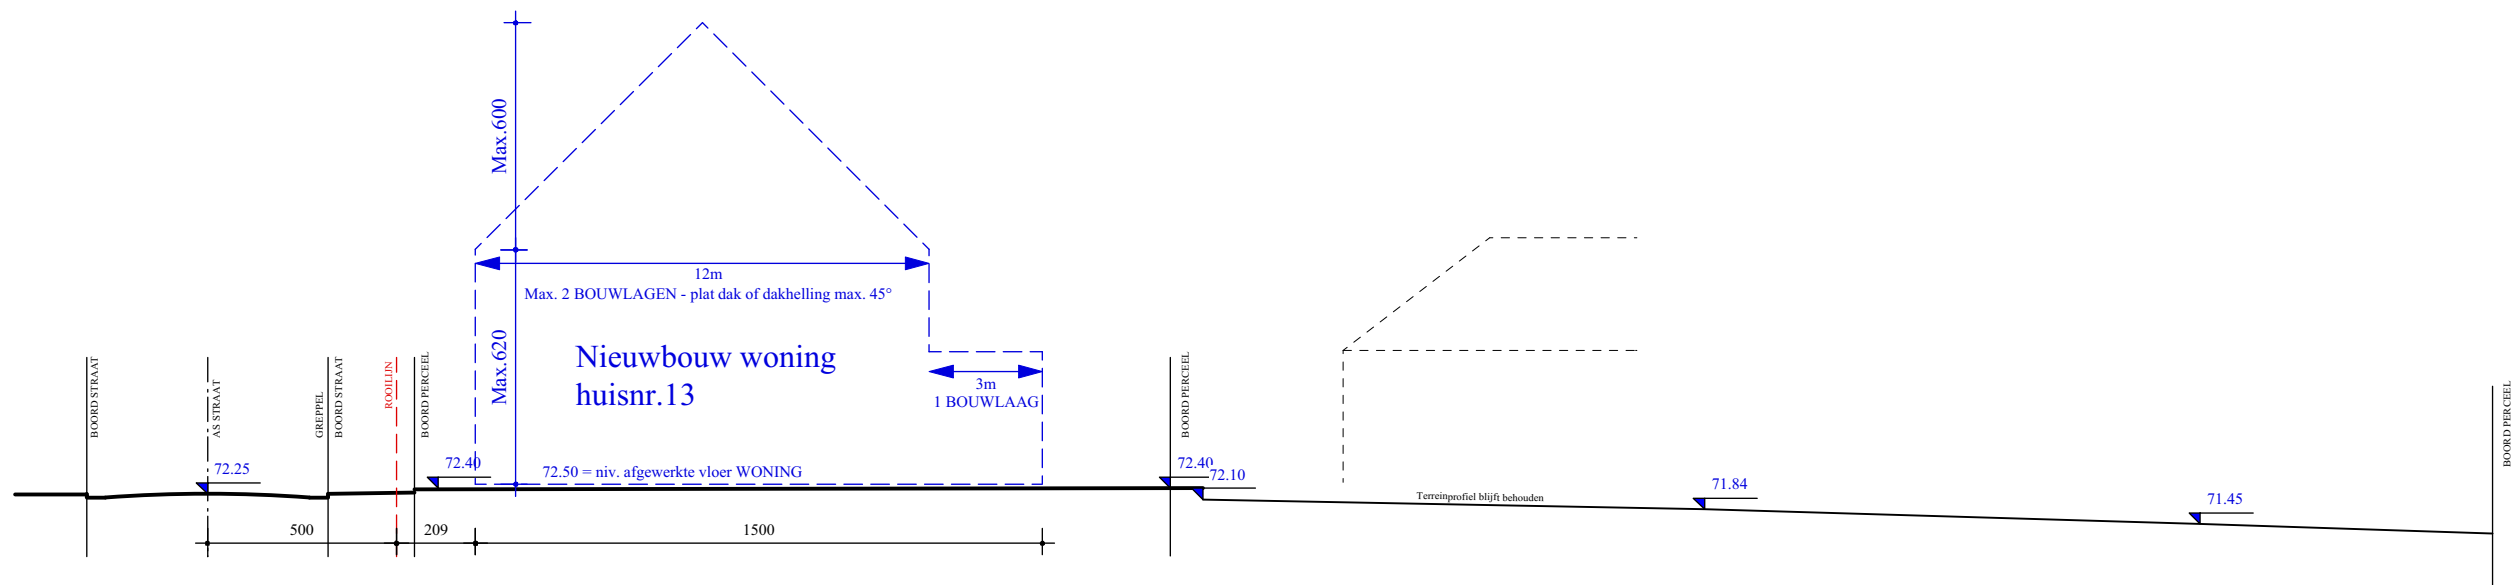 Max.600
12m
Max. 2 BOUWLAGEN - plat dak of dakhelling max. 45°
Max.620
Nieuwbouw woning
huisnr.13
3m
1 BOUWLAAG
BOORD STRAAT
AS STRAAT
GREPPEL
BOORD STRAAT
ROOILIJN
BOORD PERCEEL
BOORD PERCEEL
BOORD PERCEEL
72.25
72.40
72.50 = niv. afgewerkte vloer WONING
72.40
72.10
Terreinprofiel blijft behouden
71.84
71.45
500
209
1500